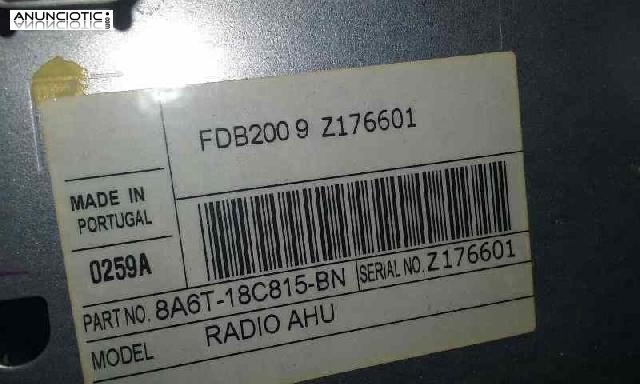 ANUNCIOTIC.es
FDB200 9 Z176601
MADE IN
PORTUGAL
0259A
PART NO. 8A6T-18C815-BN SERIAL NO. Z176601
MODEL RADIO AHU